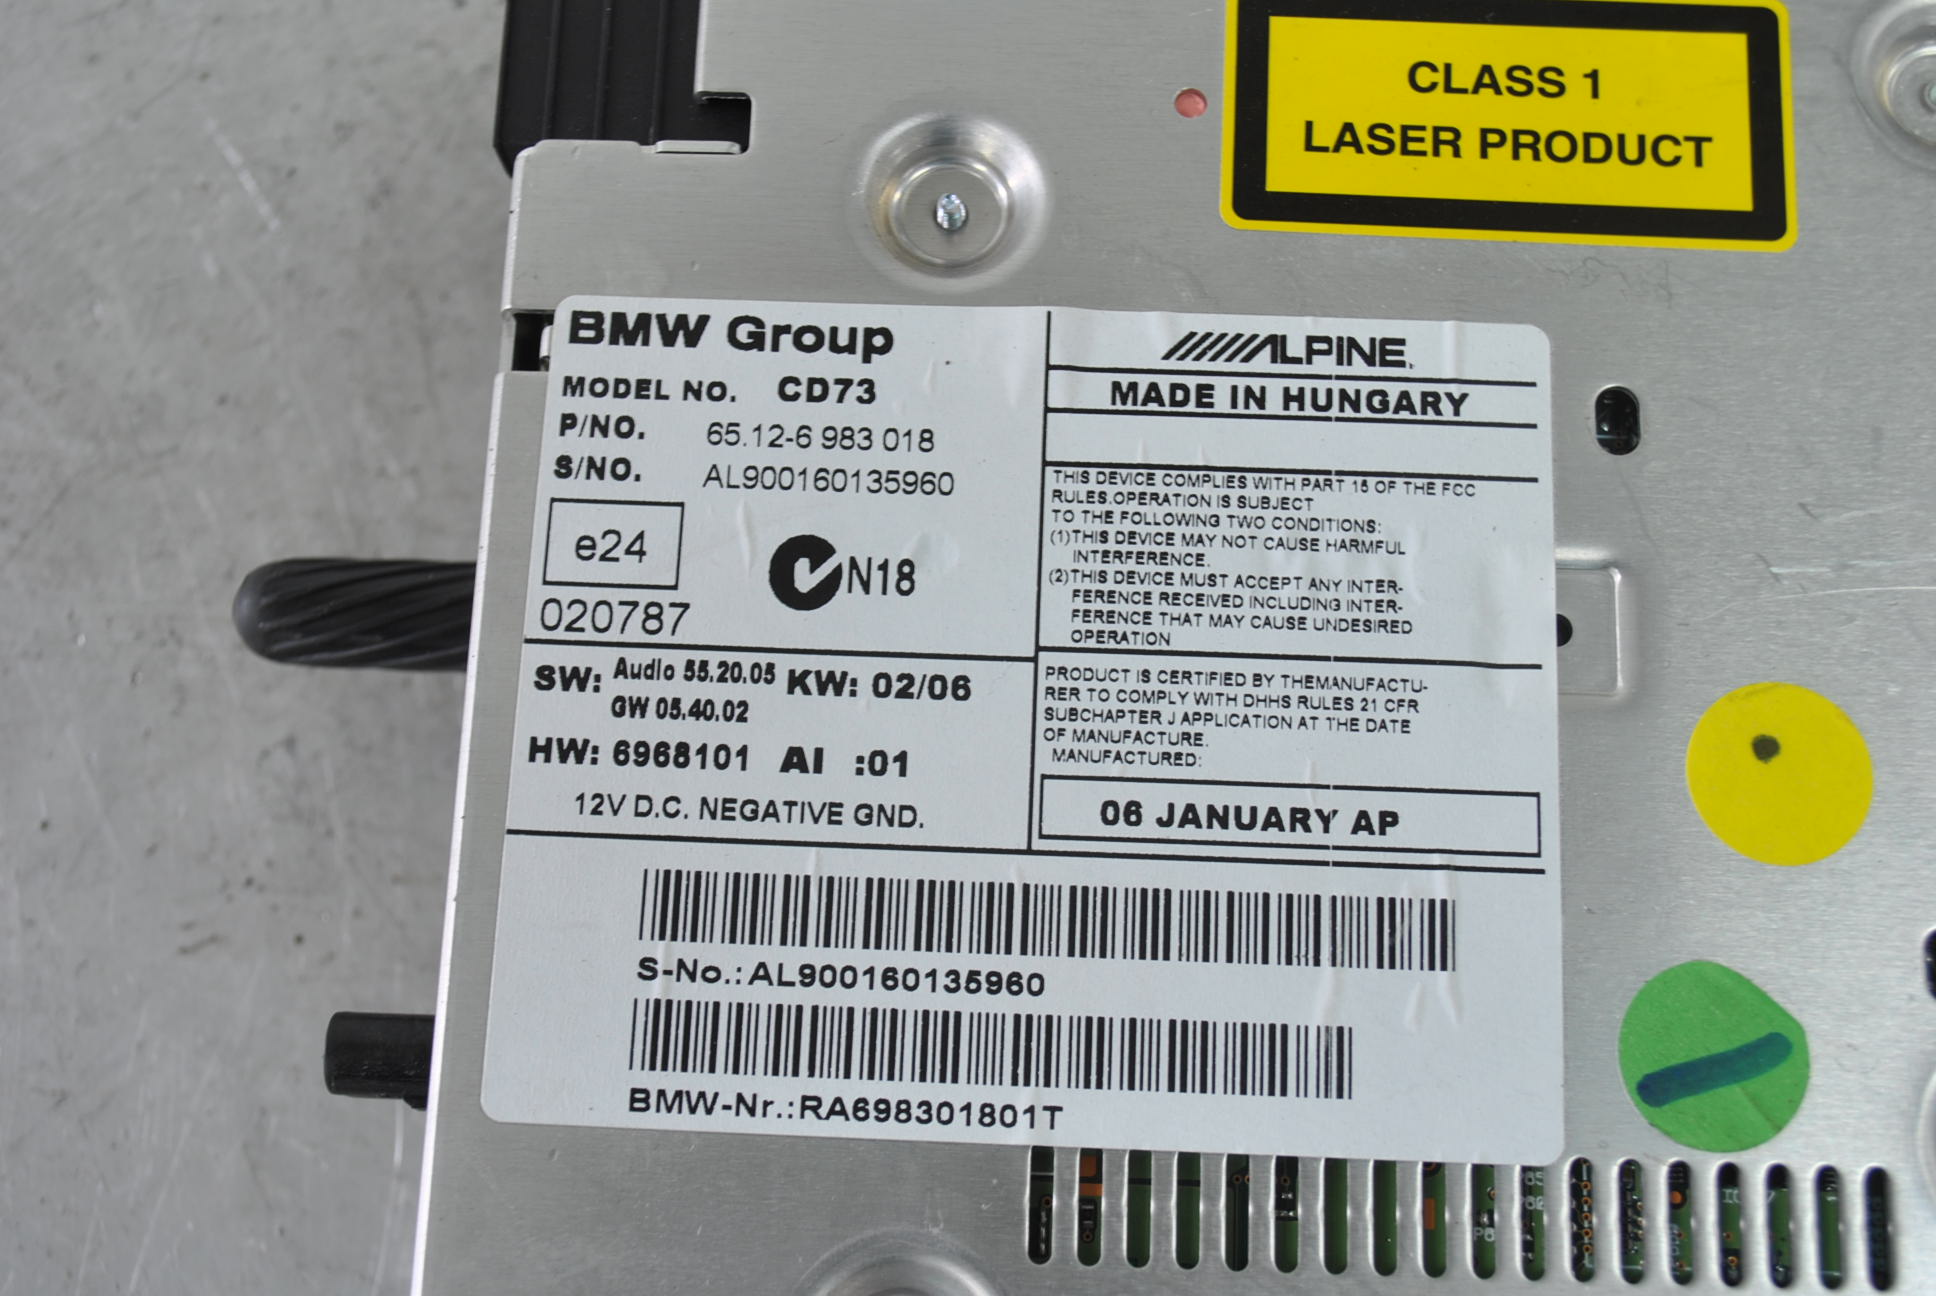 CLASS 1
LASER PRODUCT
BMW Group
MODEL NO. CD73
P/NO. 65.12-6 983 018
S/NO. AL900160135960
e24
020787
N18
SW: Audio 55.20.05 KW: 02/06
GW 05.40.02
HW: 6968101 AI :01
12V D.C. NEGATIVE GND.
ALPINE
MADE IN HUNGARY
THIS DEVICE COMPLIES WITH PART 15 OF THE FCC
RULES.OPERATION IS SUBJECT
TO THE FOLLOWING TWO CONDITIONS:
(1)THIS DEVICE MAY NOT CAUSE HARMFUL
INTERFERENCE.
(2)THIS DEVICE MUST ACCEPT ANY INTER-
FERENCE RECEIVED INCLUDING INTER-
FERENCE THAT MAY CAUSE UNDESIRED
OPERATION
PRODUCT IS CERTIFIED BY THEMANUFACTU-
RER TO COMPLY WITH DHHS RULES 21 CFR
SUBCHAPTER J APPLICATION AT THE DATE
OF MANUFACTURE.
MANUFACTURED:
06 JANUARY AP
S-No.:AL900160135960
BMW-Nr.:RA698301801T